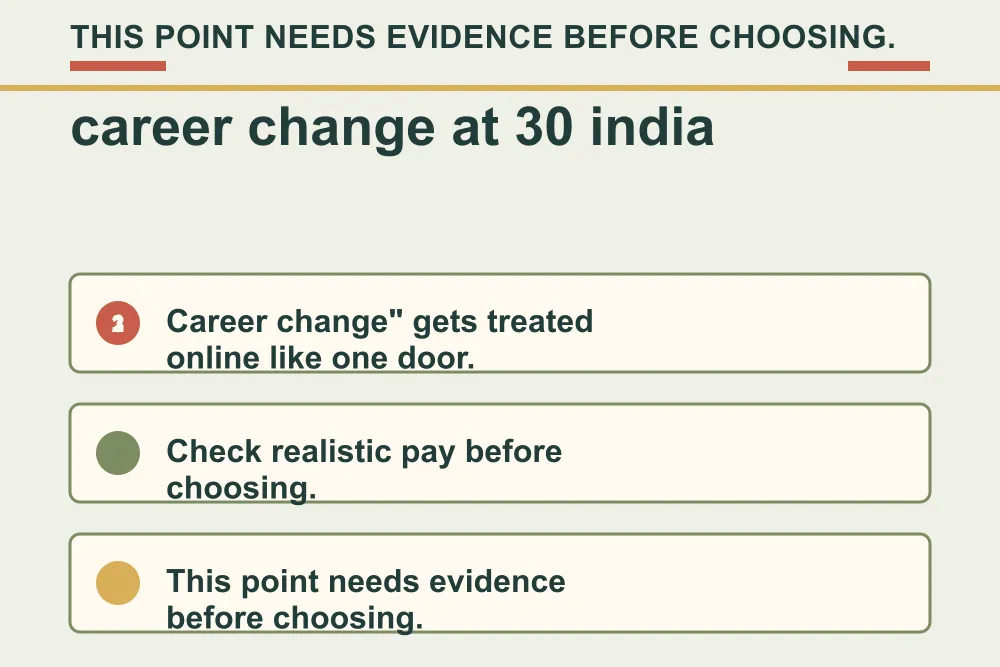 THIS POINT NEEDS EVIDENCE BEFORE CHOOSING.
career change at 30 india
Career change" gets treated
online like one door.
Check realistic pay before
choosing.
This point needs evidence
before choosing.